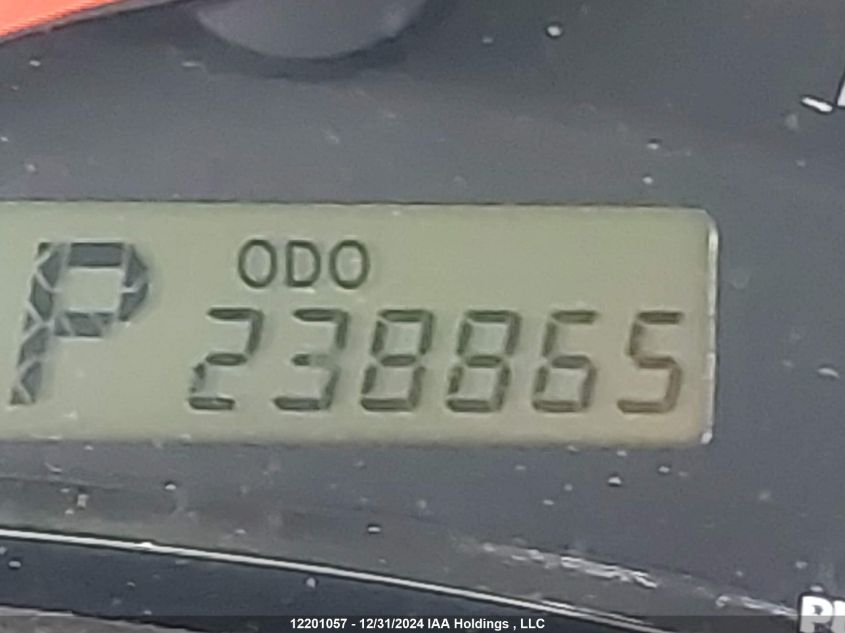 P
ODO
238865
12201057 - 12/31/2024 IAA Holdings , LLC